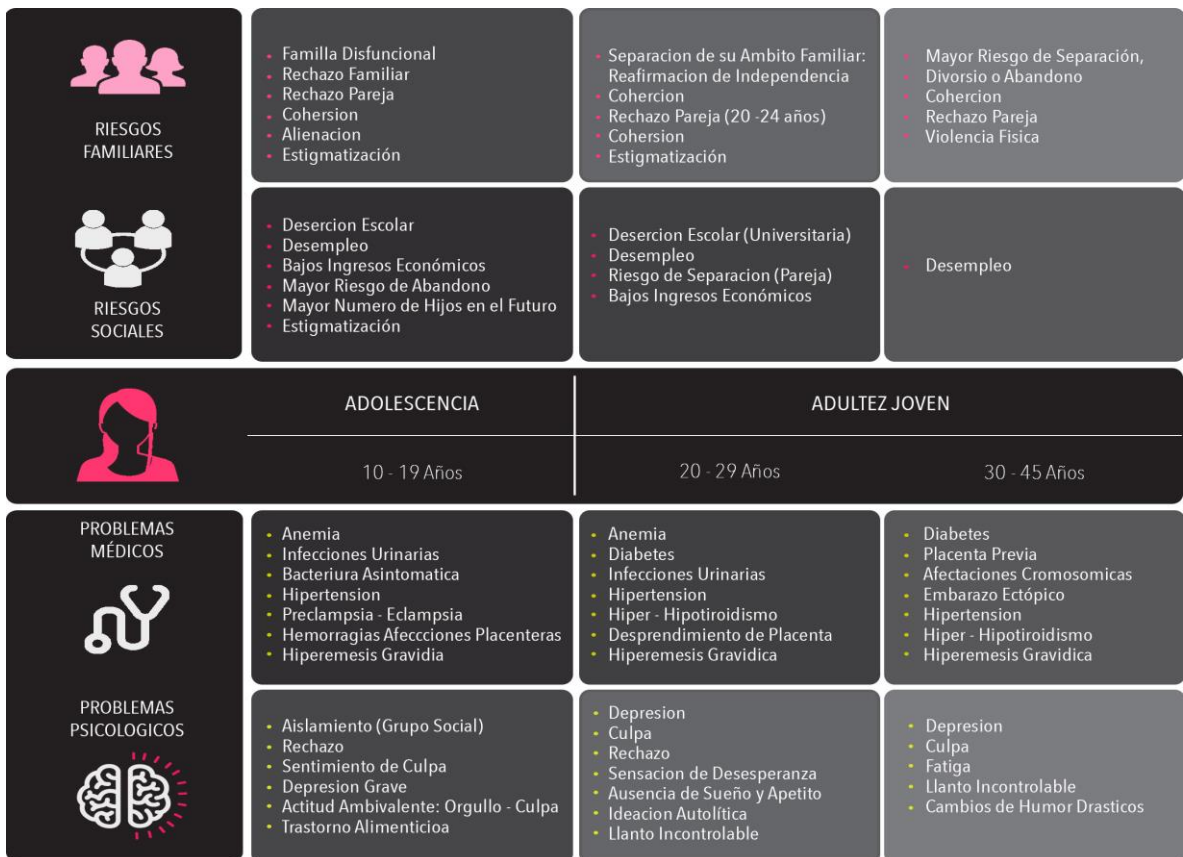 RIESGOS
FAMILIARES
Familla Disfuncional
Rechazo Familiar
Rechazo Pareja
Cohersion
Alienacion
Estigmatización
Separacion de su Ambito Familiar:
Reafirmacion de Independencia
Cohercion
Rechazo Pareja (20 -24 años)
Cohersion
Estigmatización
Mayor Riesgo de Separación,
Divorsio o Abandono
Cohercion
Rechazo Pareja
Violencia Fisica
RIESGOS
SOCIALES
Desercion Escolar
Desempleo
Bajos Ingresos Económicos
Mayor Riesgo de Abandono
Mayor Numero de Hijos en el Futuro
Estigmatización
Desercion Escolar (Universitaria)
Desempleo
Riesgo de Separacion (Pareja)
Bajos Ingresos Económicos
Desempleo
ADOLESCENCIA
ADULTEZ JOVEN
10 - 19 Años
20 - 29 Años
30 - 45 Años
PROBLEMAS
MÉDICOS
Anemia
Infecciones Urinarias
Bacteriura Asintomatica
Hipertension
Preclampsia - Eclampsia
Hemorragias Afeccciones Placenteras
Hiperemesis Gravidia
Anemia
Diabetes
Infecciones Urinarias
Hipertension
Hiper - Hipotiroidismo
Desprendimiento de Placenta
Hiperemesis Gravidica
Diabetes
Placenta Previa
Afectaciones Cromosomicas
Embarazo Ectópico
Hipertension
Hiper - Hipotiroidismo
Hiperemesis Gravidica
PROBLEMAS
PSICOLOGICOS
Aislamiento (Grupo Social)
Rechazo
Sentimiento de Culpa
Depresion Grave
Actitud Ambivalente: Orgullo - Culpa
Trastorno Alimenticioa
Depresion
Culpa
Rechazo
Sensacion de Desesperanza
Ausencia de Sueño y Apetito
Ideacion Autolítica
Llanto Incontrolable
Depresion
Culpa
Fatiga
Llanto Incontrolable
Cambios de Humor Drasticos